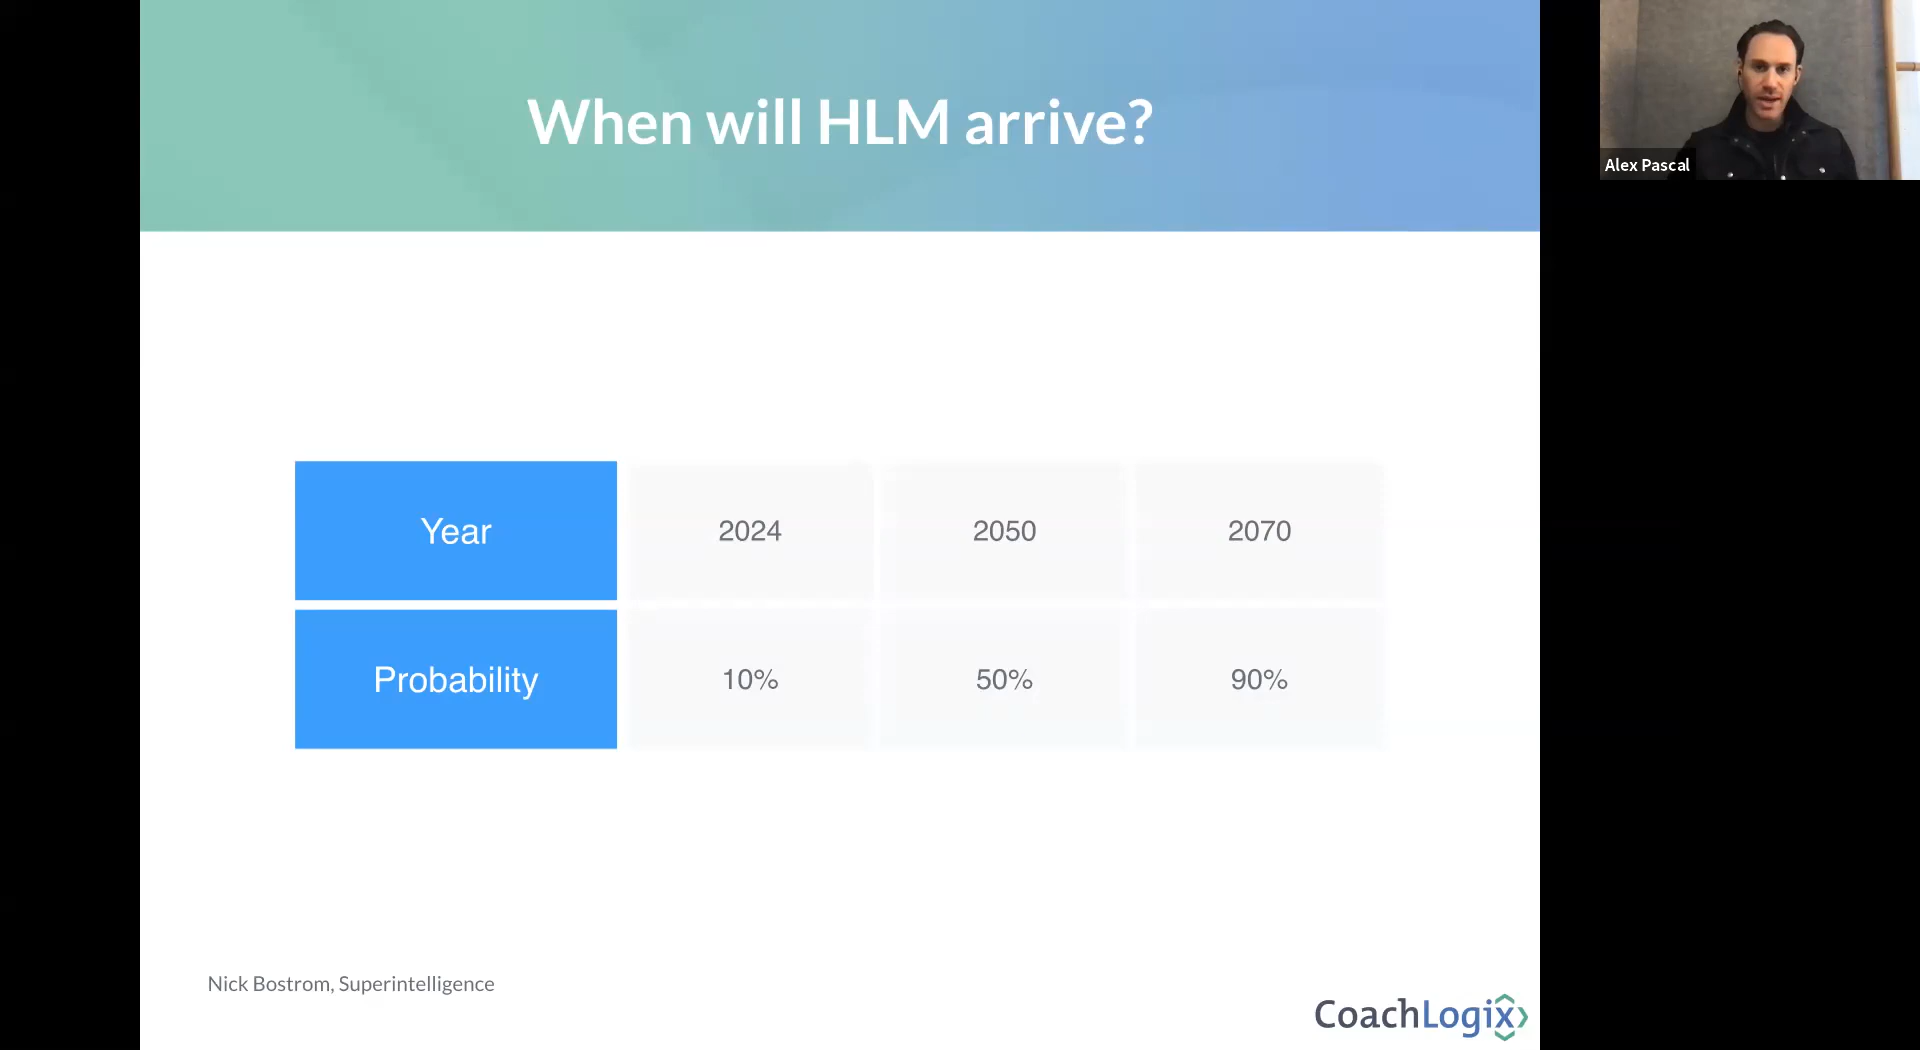 When will HLM arrive?
Alex Pascal
Year 2024 2050 2070
Probability 10% 50% 90%
Nick Bostrom, Superintelligence
CoachLogix